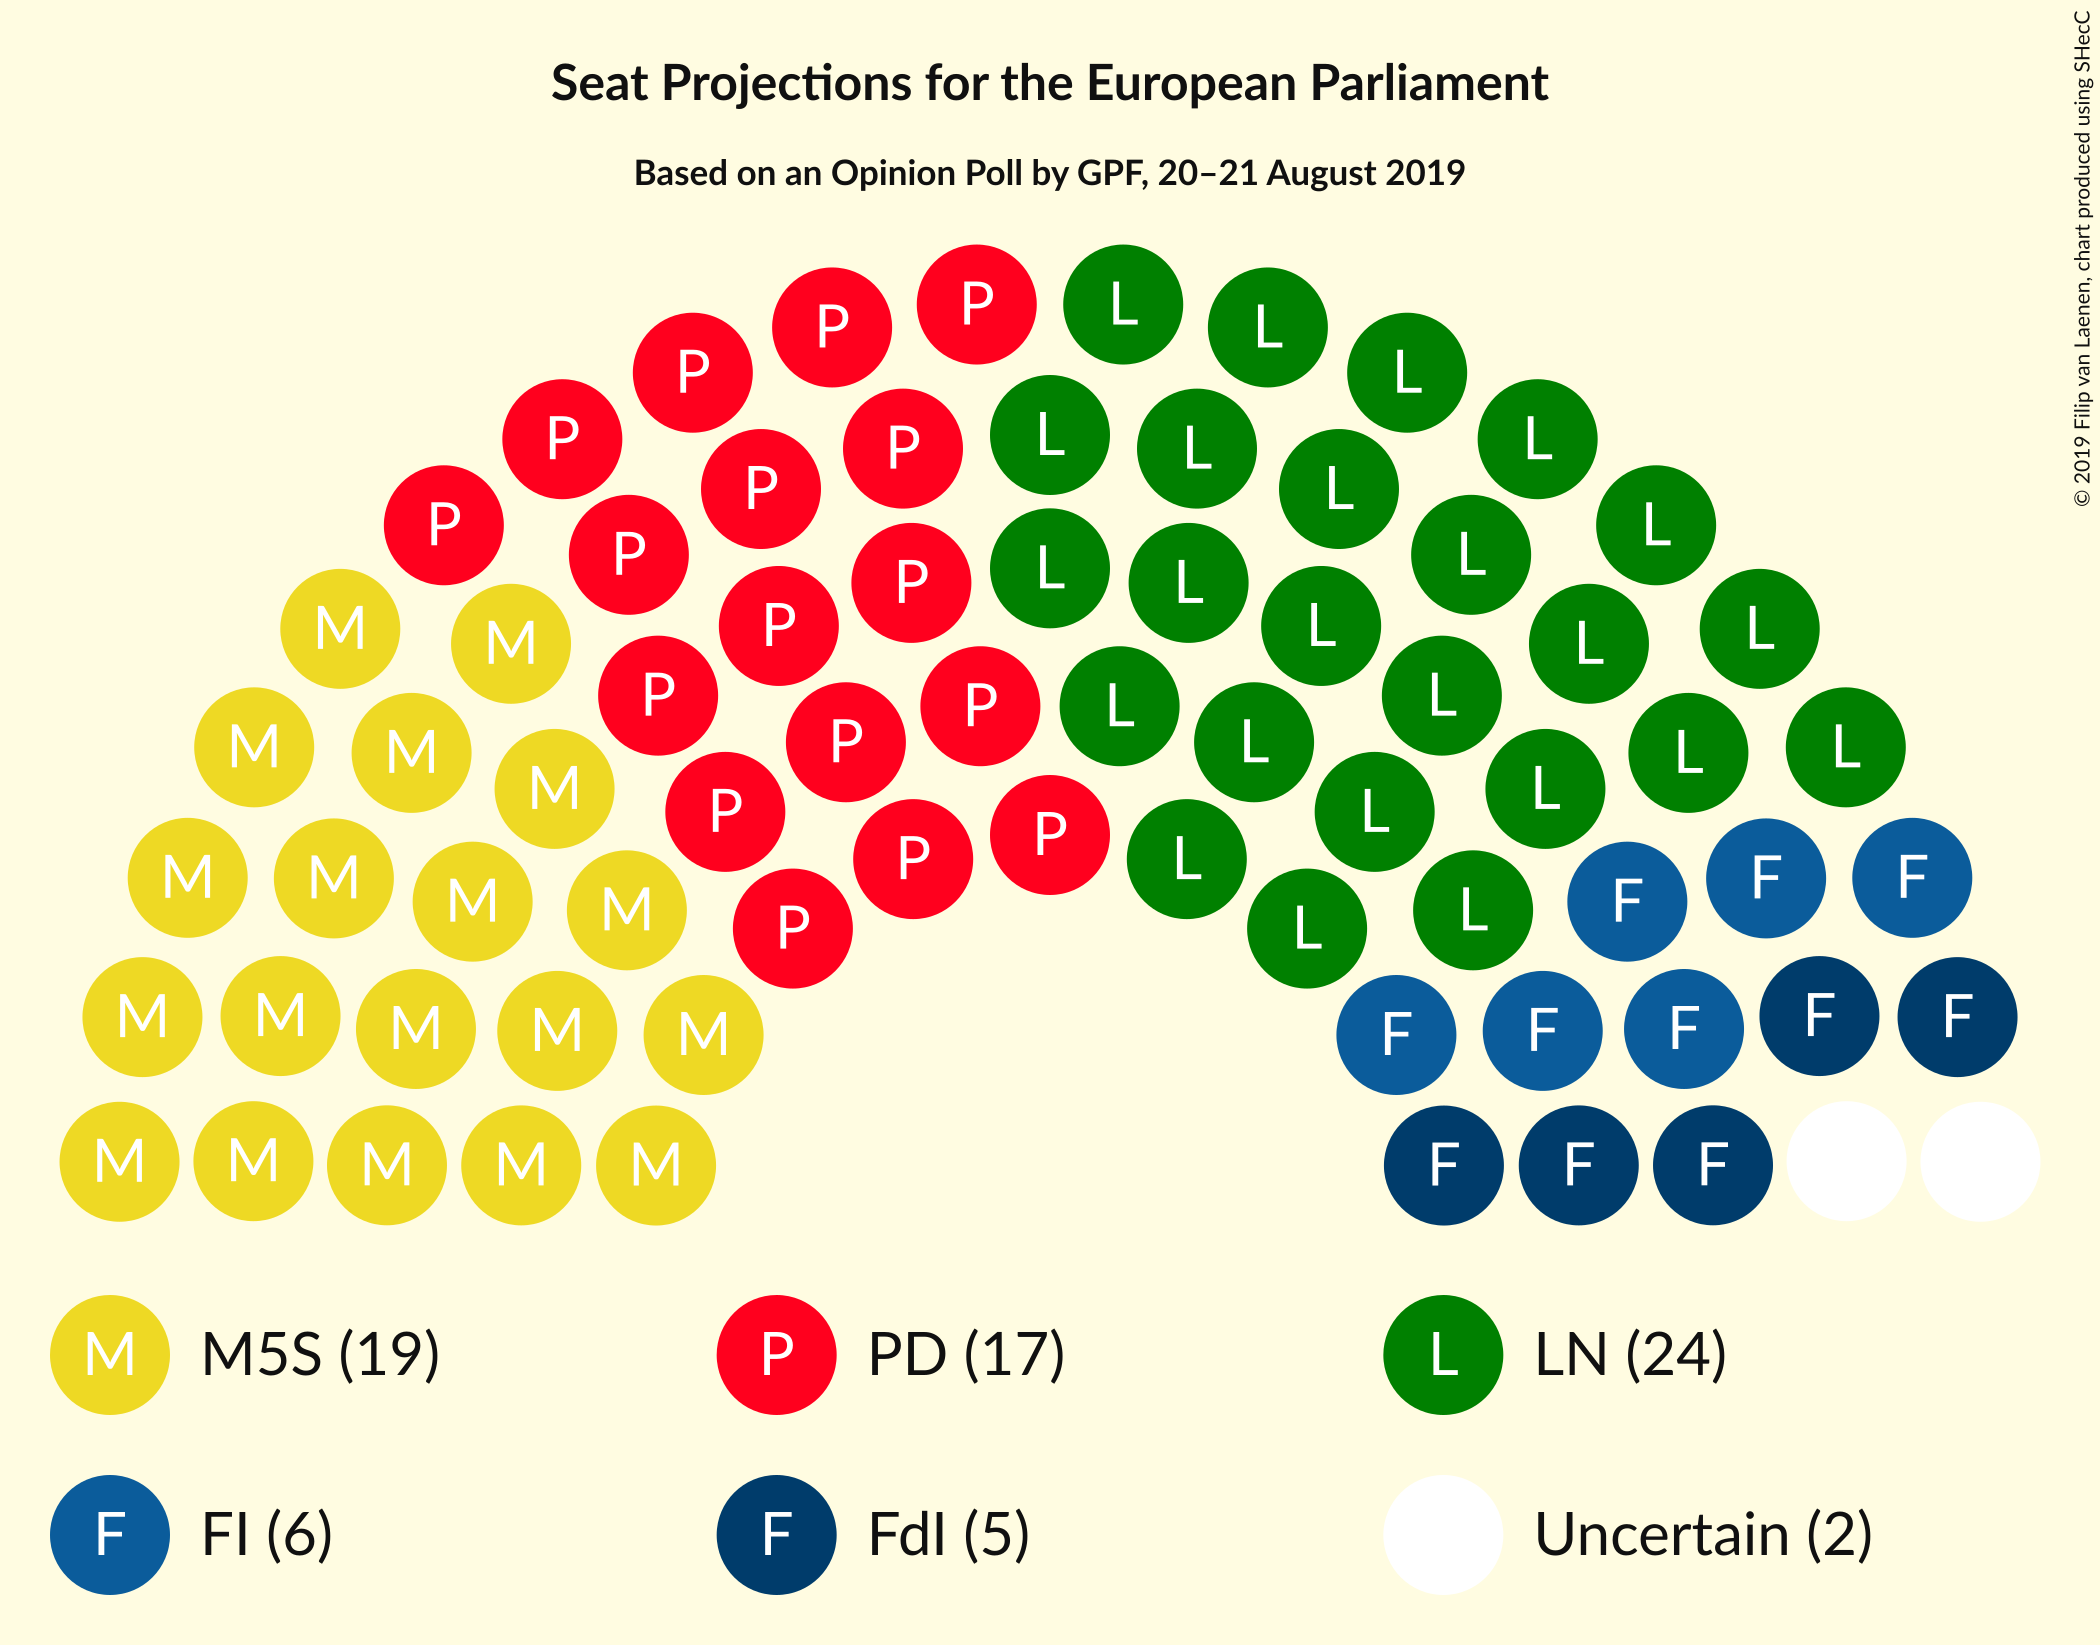 Seat Projections for the European Parliament
Based on an Opinion Poll by GPF, 20–21 August 2019
© 2019 Filip van Laenen, chart produced using SHecC
P P L L
P L
P P L L L
P P L L
P P L L
M M P P L L L
P P L L
M M M P P L L L
P P L L
M M M M P L L F F F
M M M M M F F F F F
M M M M M F F F
M M5S (19) P PD (17) L LN (24)
F FI (6) F FdI (5) Uncertain (2)